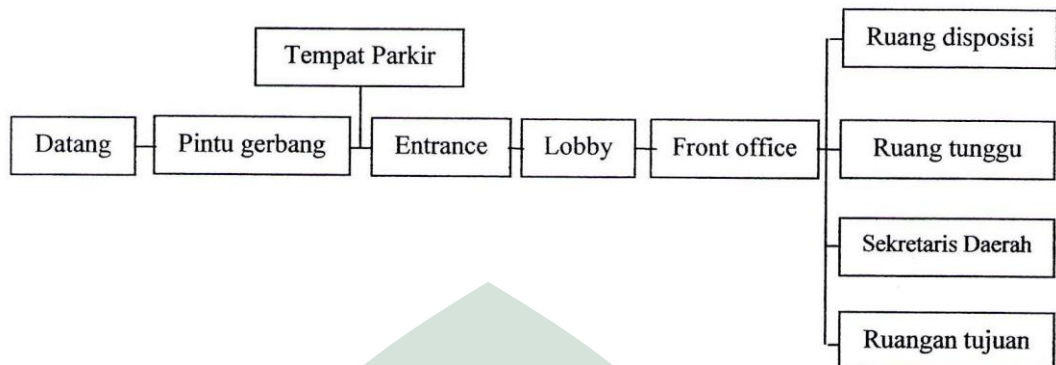 Tempat Parkir
Datang
Pintu gerbang
Entrance
Lobby
Front office
Ruang disposisi
Ruang tunggu
Sekretaris Daerah
Ruangan tujuan